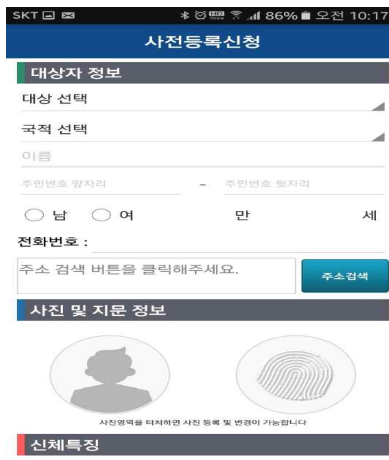 SKT 86% 오전 10:17
사전등록신청
대상자 정보
대상 선택
국적 선택
이름
주민번호 앞자리 - 주민번호 뒷자리
남 여 만 세
전화번호 :
주소 검색 버튼을 클릭해주세요. 주소검색
사진 및 지문 정보
사진영역을 터치하면 사진 등록 및 변경이 가능합니다
신체특징